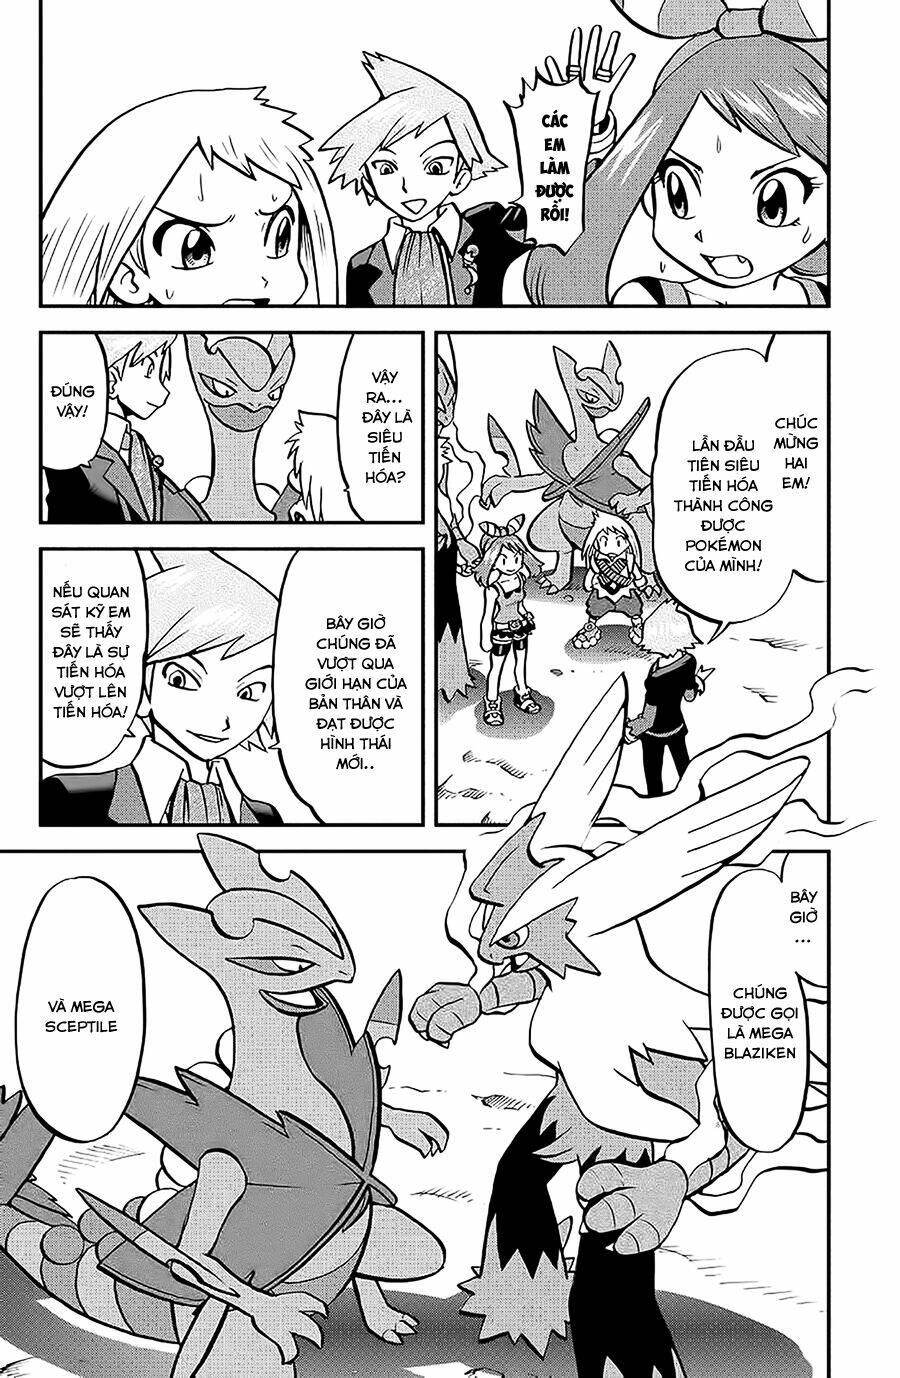 CÁC
EM
LÀM
ĐƯỢC
RỒI!
CHÚC
MỪNG
HAI
EM!
LẦN ĐẦU
TIÊN SIÊU
TIẾN HÓA
THÀNH CÔNG
ĐƯỢC
POKÉMON
CỦA MÌNH!
VẬY
RA...
ĐÂY LÀ
SIÊU
TIẾN
HÓA?
ĐÚNG
VẬY!
BÂY GIỜ
CHÚNG ĐÃ
VƯỢT QUA
GIỚI HẠN CỦA
BẢN THÂN VÀ
ĐẠT ĐƯỢC
HÌNH THÁI
MỚI..
NẾU QUAN
SÁT KỸ EM
SẼ THẤY
ĐÂY LÀ SỰ
TIẾN HÓA
VƯỢT LÊN
TIẾN HÓA!
BÂY
GIỜ
...
CHÚNG
ĐƯỢC GỌI
LÀ MEGA
BLAZIKEN
VÀ MEGA
SCEPTILE